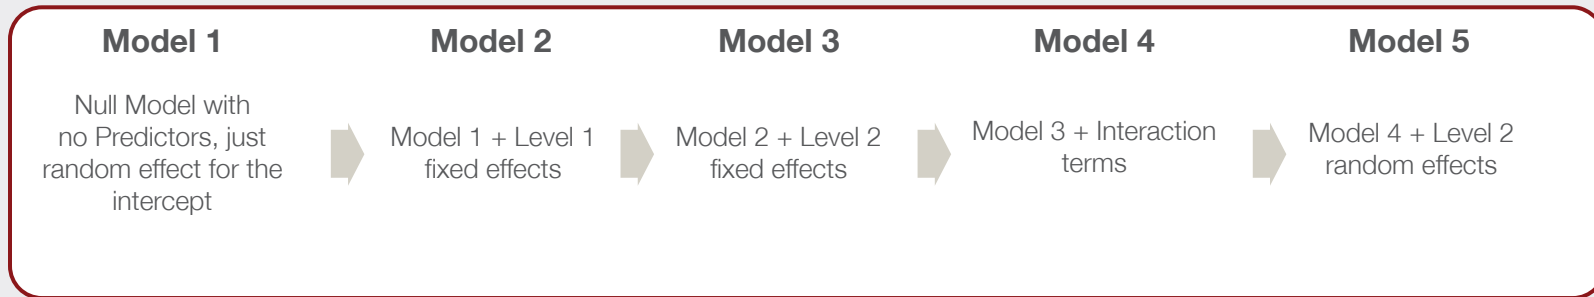 Model 1
Null Model with
no Predictors, just
random effect for the
intercept
Model 2
Model 1 + Level 1
fixed effects
Model 3
Model 2 + Level 2
fixed effects
Model 4
Model 3 + Interaction
terms
Model 5
Model 4 + Level 2
random effects